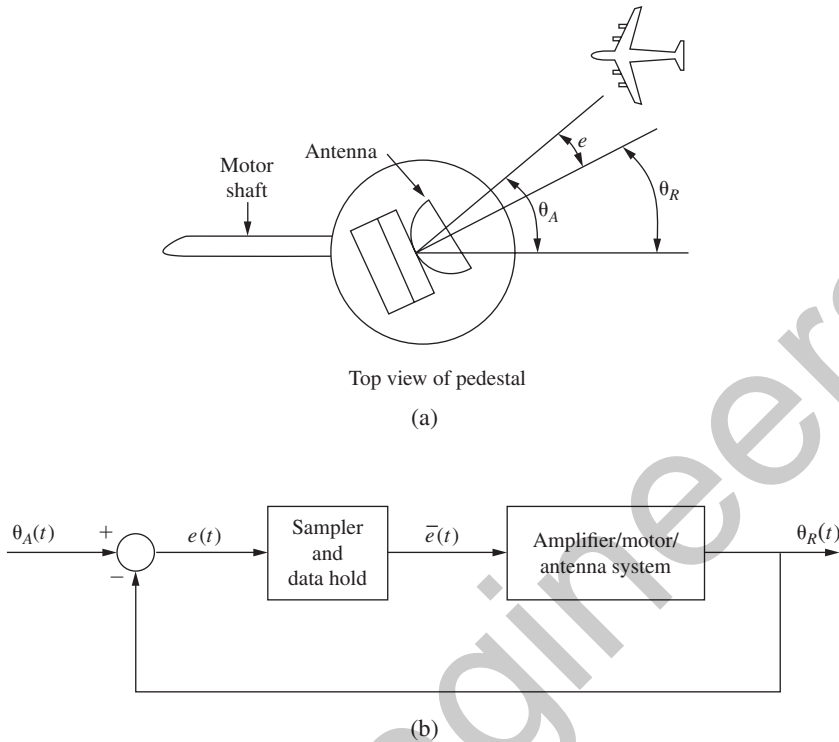 Antenna
Motor
shaft
e
θ_A
θ_R
Top view of pedestal
(a)
θ_A(t)
+
−
e(t)
Sampler
and
data hold
e̅(t)
Amplifier/motor/
antenna system
θ_R(t)
(b)
ngineers